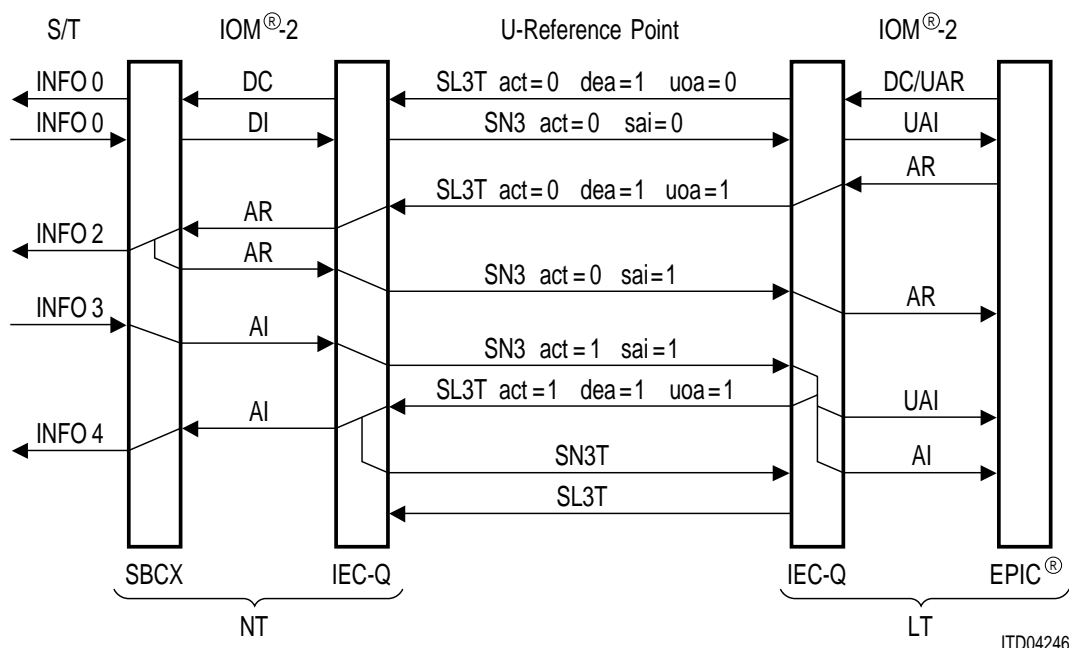 S/T IOM®-2 U-Reference Point IOM®-2
INFO 0 DC SL3T act = 0 dea = 1 uoa = 0 DC/UAR
INFO 0 DI SN3 act = 0 sai = 0 UAI
AR
SL3T act = 0 dea = 1 uoa = 1
AR
INFO 2
AR
SN3 act = 0 sai = 1
AR
INFO 3
AI
SN3 act = 1 sai = 1
SL3T act = 1 dea = 1 uoa = 1
UAI
AI
INFO 4
SN3T AI
SL3T
SBCX IEC-Q IEC-Q EPIC®
NT LT
ITD04246